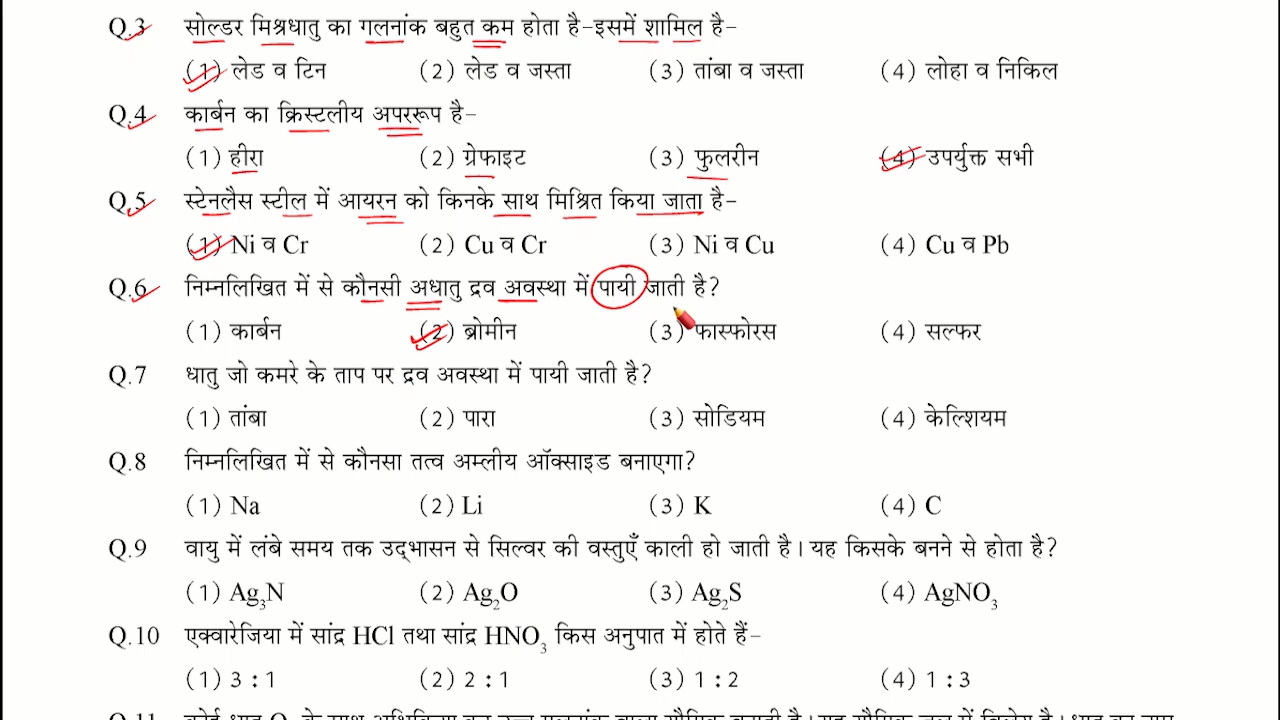 Q.3 सोल्डर मिश्रधातु का गलनांक बहुत कम होता है-इसमें शामिल है-
(1) लेड व टिन (2) लेड व जस्ता (3) तांबा व जस्ता (4) लोहा व निकिल
Q.4 कार्बन का क्रिस्टलीय अपररूप है-
(1) हीरा (2) ग्रेफाइट (3) फुलरीन (4) उपर्युक्त सभी
Q.5 स्टेनलैस स्टील में आयरन को किनके साथ मिश्रित किया जाता है-
(1) Ni व Cr (2) Cu व Cr (3) Ni व Cu (4) Cu व Pb
Q.6 निम्नलिखित में से कौनसी अधातु द्रव अवस्था में पायी जाती है?
(1) कार्बन (2) ब्रोमीन (3) फास्फोरस (4) सल्फर
Q.7 धातु जो कमरे के ताप पर द्रव अवस्था में पायी जाती है?
(1) तांबा (2) पारा (3) सोडियम (4) केल्शियम
Q.8 निम्नलिखित में से कौनसा तत्व अम्लीय ऑक्साइड बनाएगा?
(1) Na (2) Li (3) K (4) C
Q.9 वायु में लंबे समय तक उद्भासन से सिल्वर की वस्तुएँ काली हो जाती है। यह किसके बनने से होता है?
(1) Ag₃N (2) Ag₂O (3) Ag₂S (4) AgNO₃
Q.10 एक्वारेजिया में सांद्र HCl तथा सांद्र HNO₃ किस अनुपात में होते हैं-
(1) 3 : 1 (2) 2 : 1 (3) 1 : 2 (4) 1 : 3